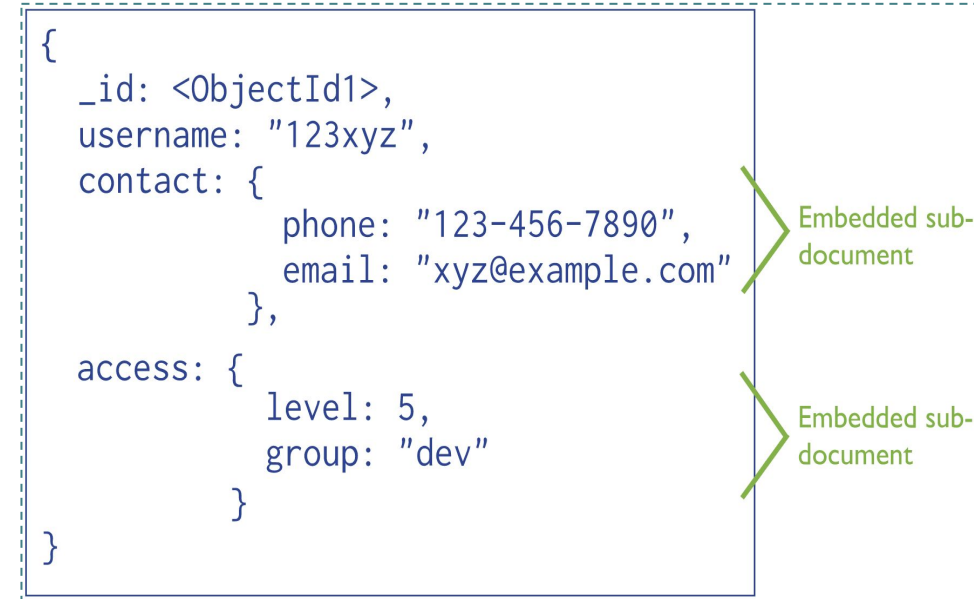 {
_id: <ObjectId1>,
username: "123xyz",
contact: {
phone: "123-456-7890",
email: "xyz@example.com"
},
access: {
level: 5,
group: "dev"
}
}
Embedded sub-
document
Embedded sub-
document